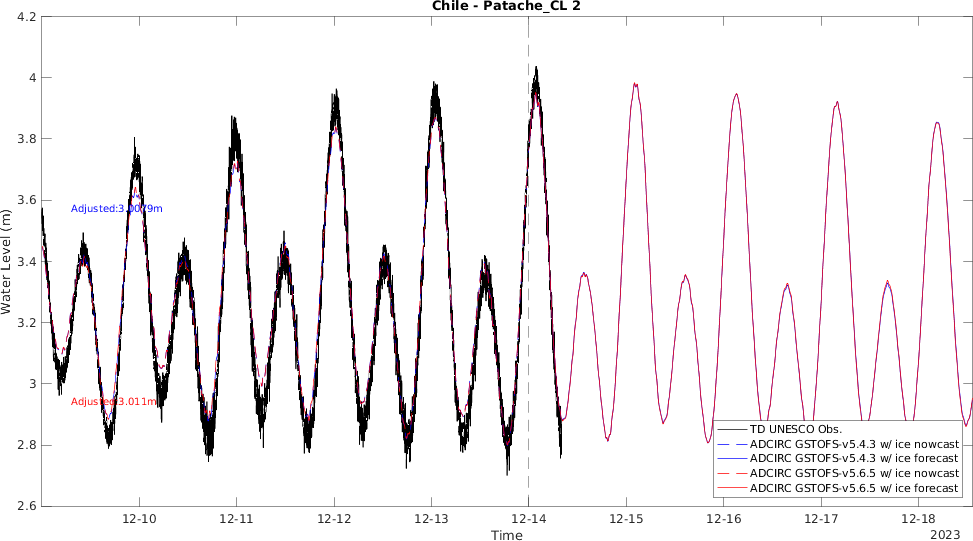 Chile - Patache_CL 2
4.2
4
3.8
3.6
3.4
3.2
3
2.8
2.6
Water Level (m)
Adjusted:3.0079m
Adjusted:3.011m
TD UNESCO Obs.
ADCIRC GSTOFS-v5.4.3 w/ ice nowcast
ADCIRC GSTOFS-v5.4.3 w/ ice forecast
ADCIRC GSTOFS-v5.6.5 w/ ice nowcast
ADCIRC GSTOFS-v5.6.5 w/ ice forecast
12-10 12-11 12-12 12-13 12-14 12-15 12-16 12-17 12-18
Time
2023